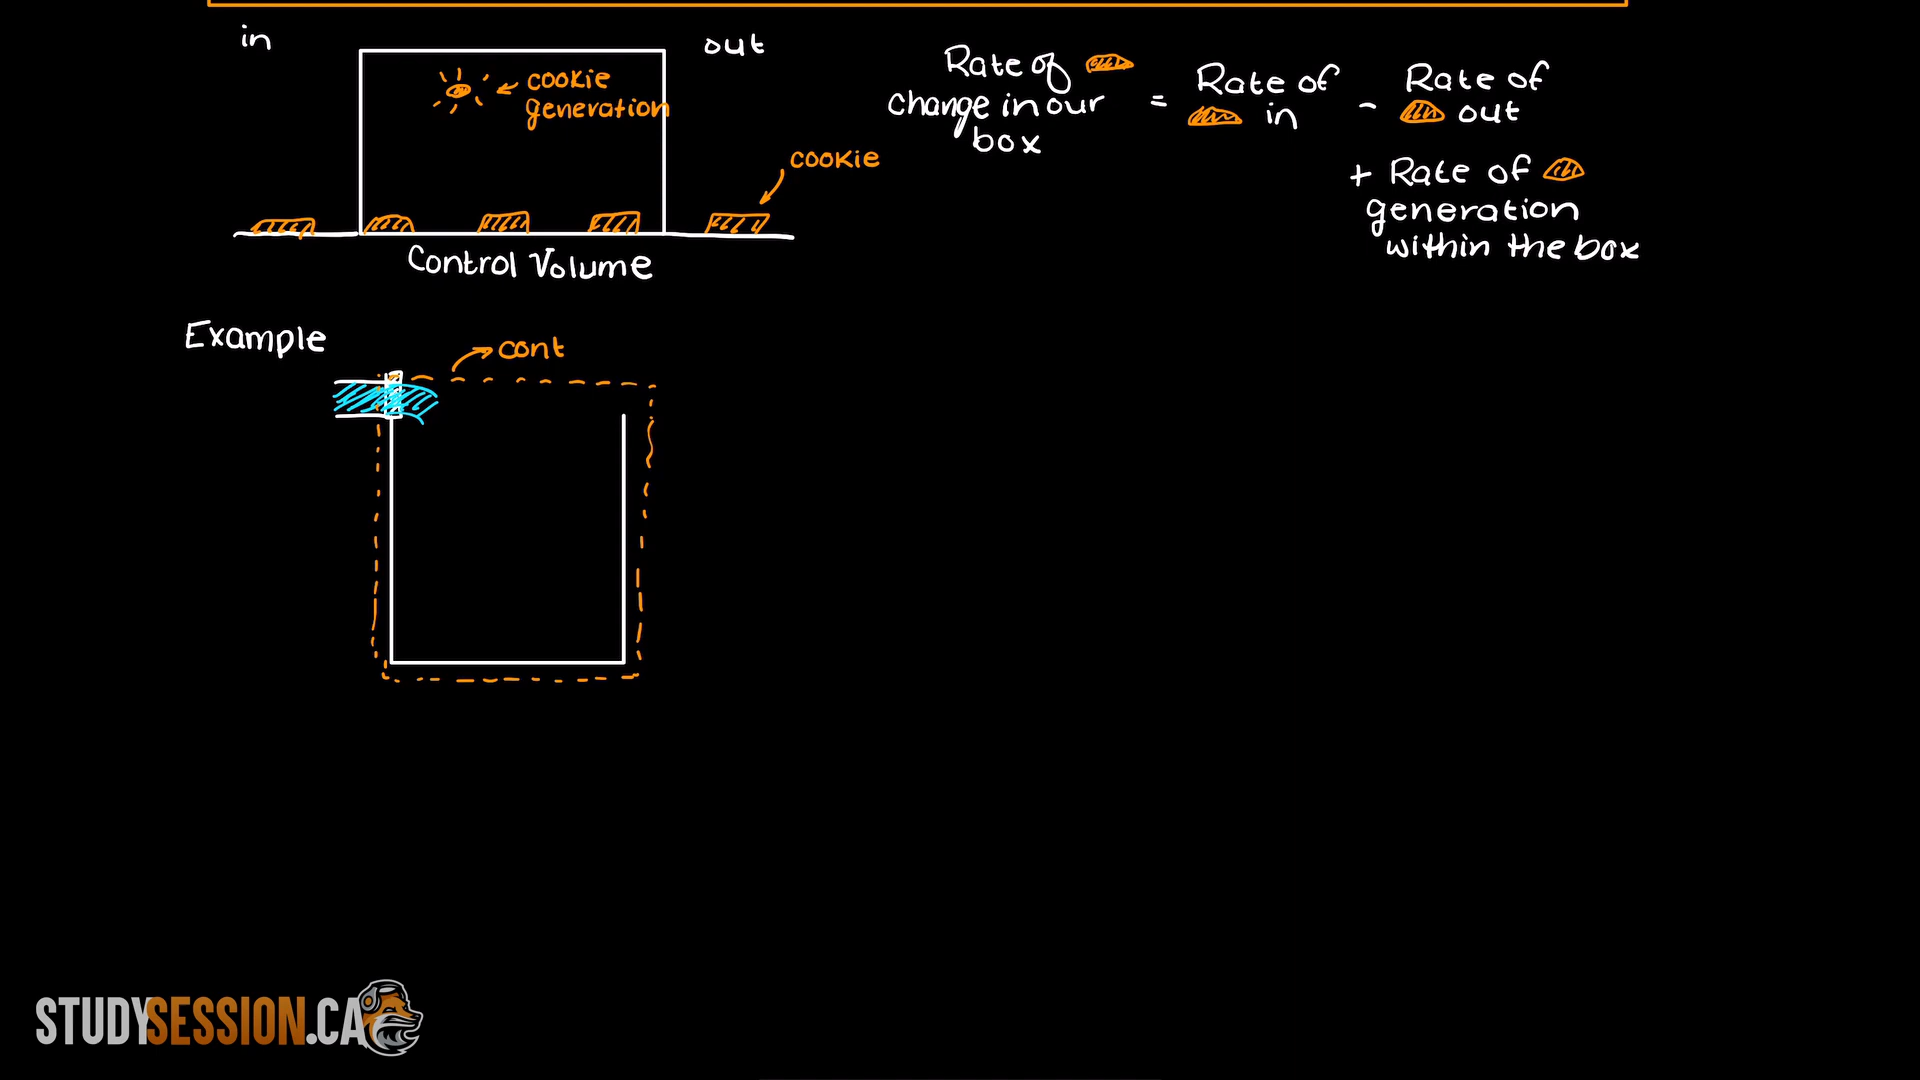 in
out
cookie
generation
cookie
Control Volume
Rate of
change in our
box
=
Rate of
in
-
Rate of
out
+ Rate of
generation
within the box
Example
cont
STUDYSESSION.CA